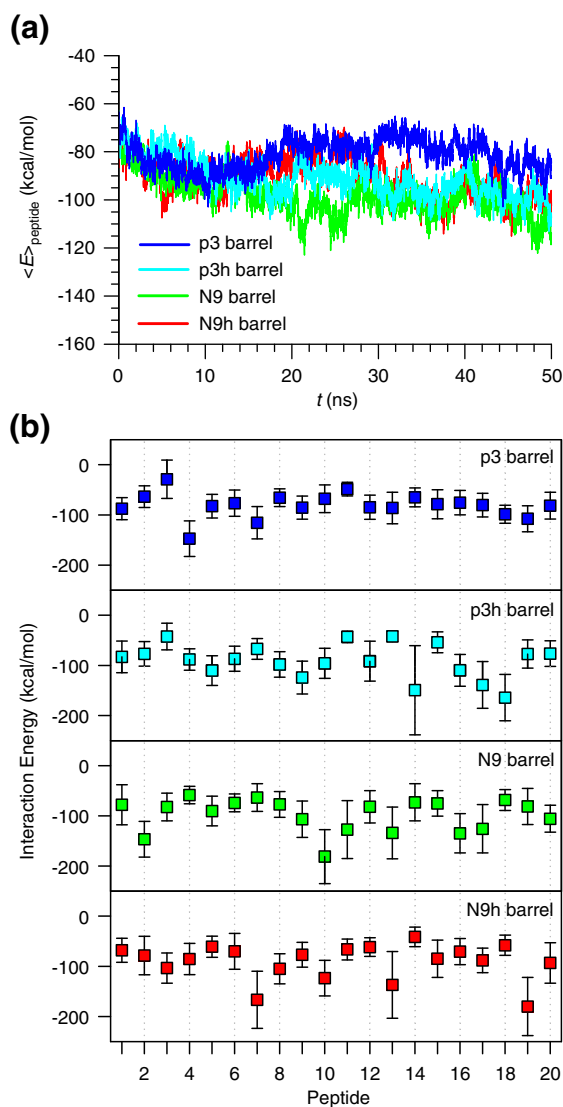 (a)
<E>peptide (kcal/mol)
-40
-60
-80
-100
-120
-140
-160
p3 barrel
p3h barrel
N9 barrel
N9h barrel
0 10 20 30 40 50
t (ns)
(b)
Interaction Energy (kcal/mol)
p3 barrel
0
-100
-200
p3h barrel
0
-100
-200
N9 barrel
0
-100
-200
N9h barrel
0
-100
-200
2 4 6 8 10 12 14 16 18 20
Peptide